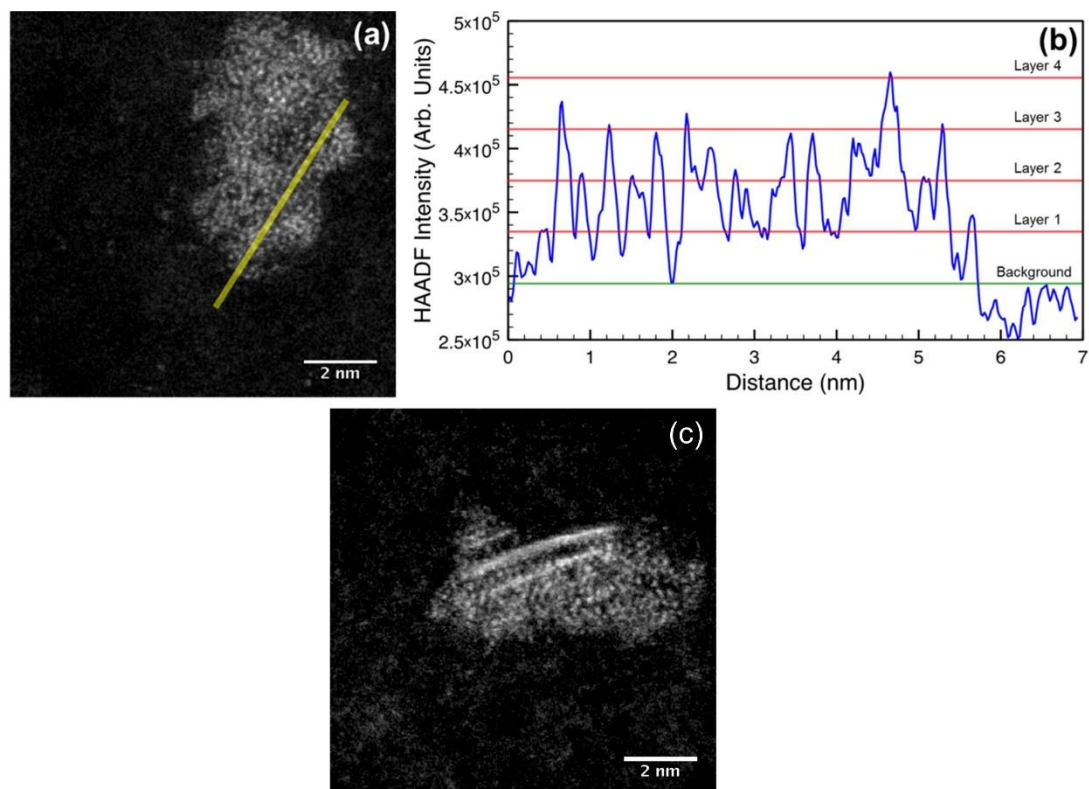 (a)
2 nm
(b)
HAADF Intensity (Arb. Units)
5x10⁵
4.5x10⁵
4x10⁵
3.5x10⁵
3x10⁵
2.5x10⁵
Layer 4
Layer 3
Layer 2
Layer 1
Background
0 1 2 3 4 5 6 7
Distance (nm)
(c)
2 nm